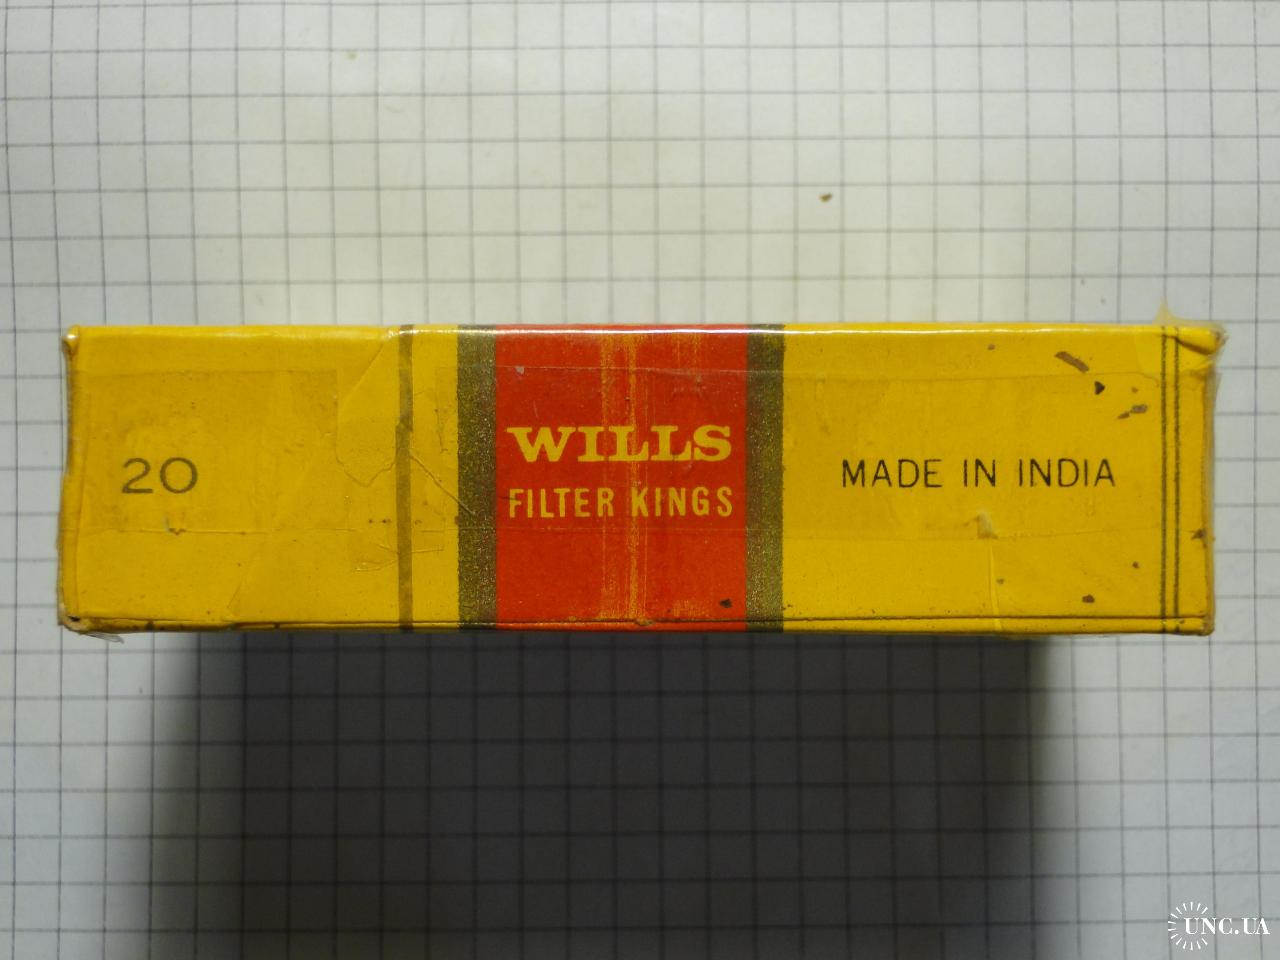 20
WILLS
FILTER KINGS
MADE IN INDIA
UNC.UA